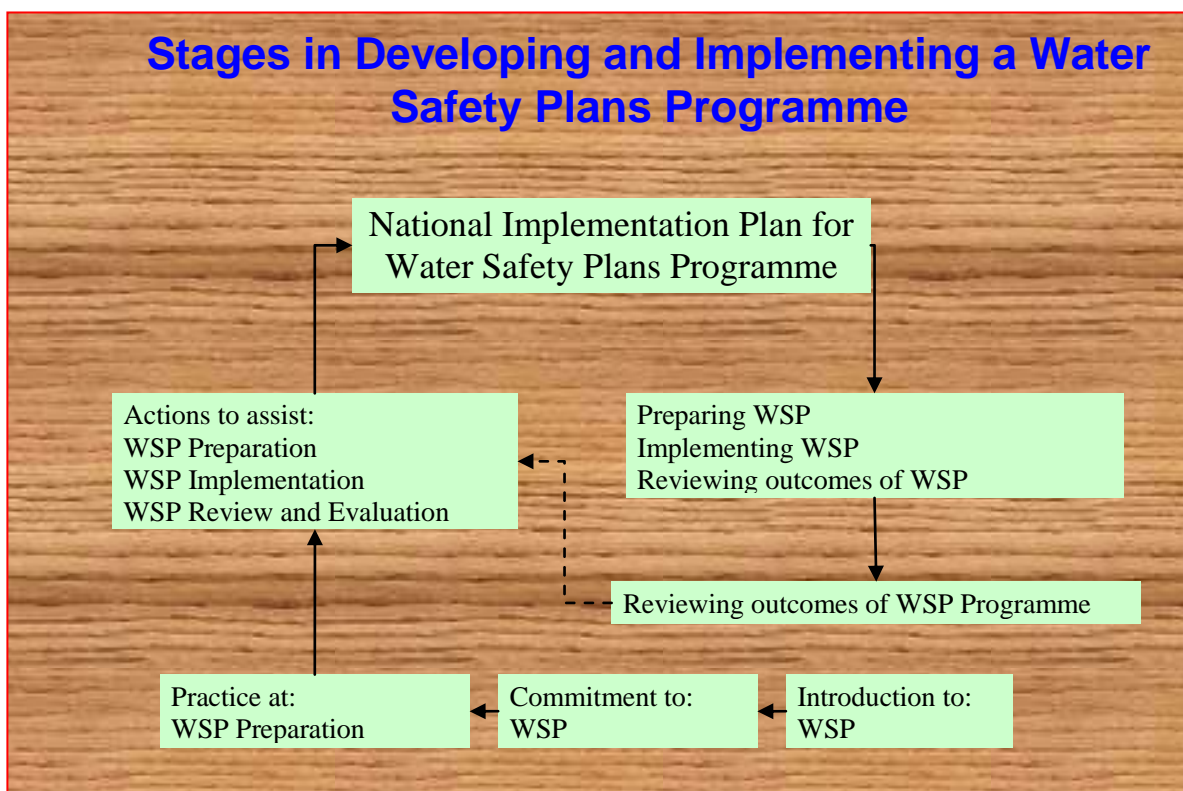 Stages in Developing and Implementing a Water
Safety Plans Programme
National Implementation Plan for
Water Safety Plans Programme
Actions to assist:
WSP Preparation
WSP Implementation
WSP Review and Evaluation
Preparing WSP
Implementing WSP
Reviewing outcomes of WSP
Reviewing outcomes of WSP Programme
Practice at:
WSP Preparation
Commitment to:
WSP
Introduction to:
WSP